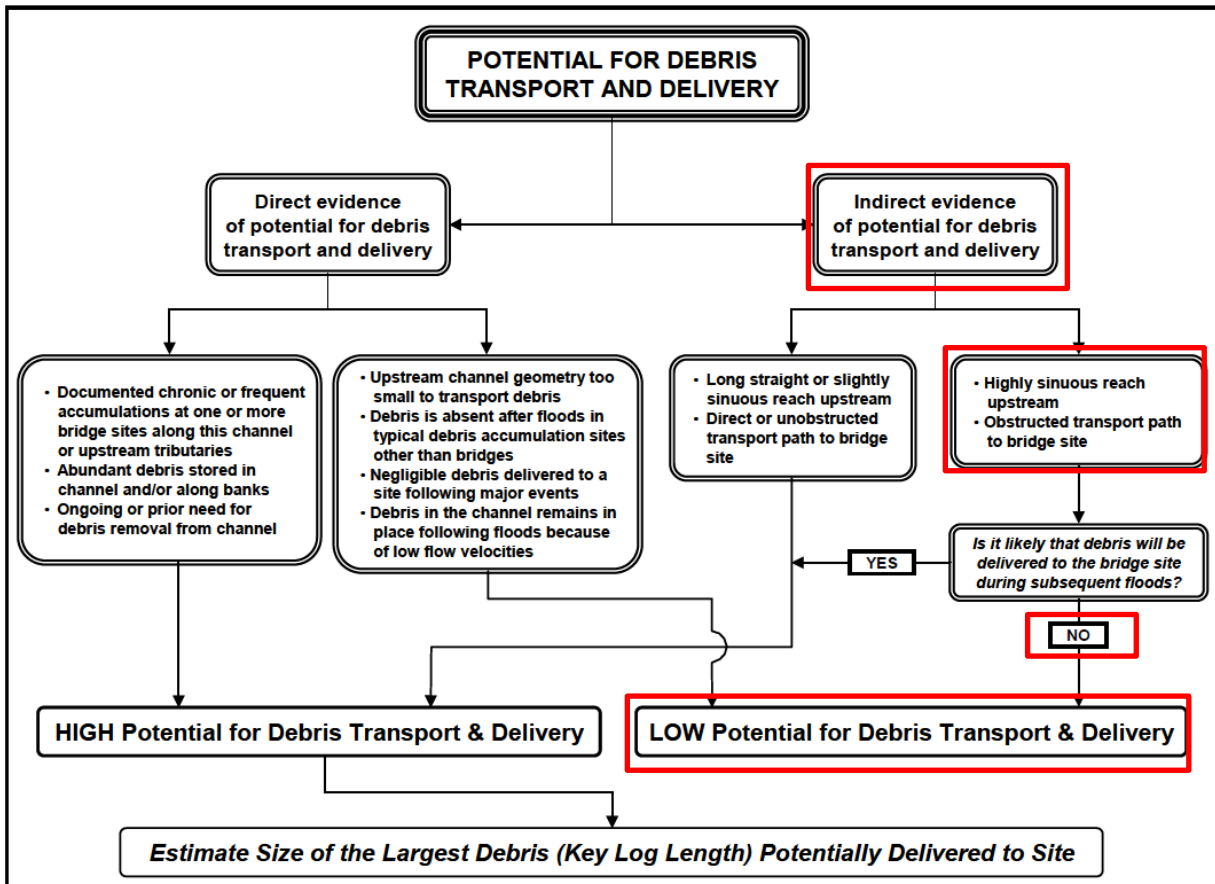 POTENTIAL FOR DEBRIS
TRANSPORT AND DELIVERY
Direct evidence
of potential for debris
transport and delivery
Indirect evidence
of potential for debris
transport and delivery
• Documented chronic or frequent
accumulations at one or more
bridge sites along this channel
or upstream tributaries
• Abundant debris stored in
channel and/or along banks
• Ongoing or prior need for
debris removal from channel
• Upstream channel geometry too
small to transport debris
• Debris is absent after floods in
typical debris accumulation sites
other than bridges
• Negligible debris delivered to a
site following major events
• Debris in the channel remains in
place following floods because
of low flow velocities
• Long straight or slightly
sinuous reach upstream
• Direct or unobstructed
transport path to bridge
site
• Highly sinuous reach
upstream
• Obstructed transport path
to bridge site
Is it likely that debris will be
delivered to the bridge site
during subsequent floods?
YES
NO
HIGH Potential for Debris Transport & Delivery
LOW Potential for Debris Transport & Delivery
Estimate Size of the Largest Debris (Key Log Length) Potentially Delivered to Site